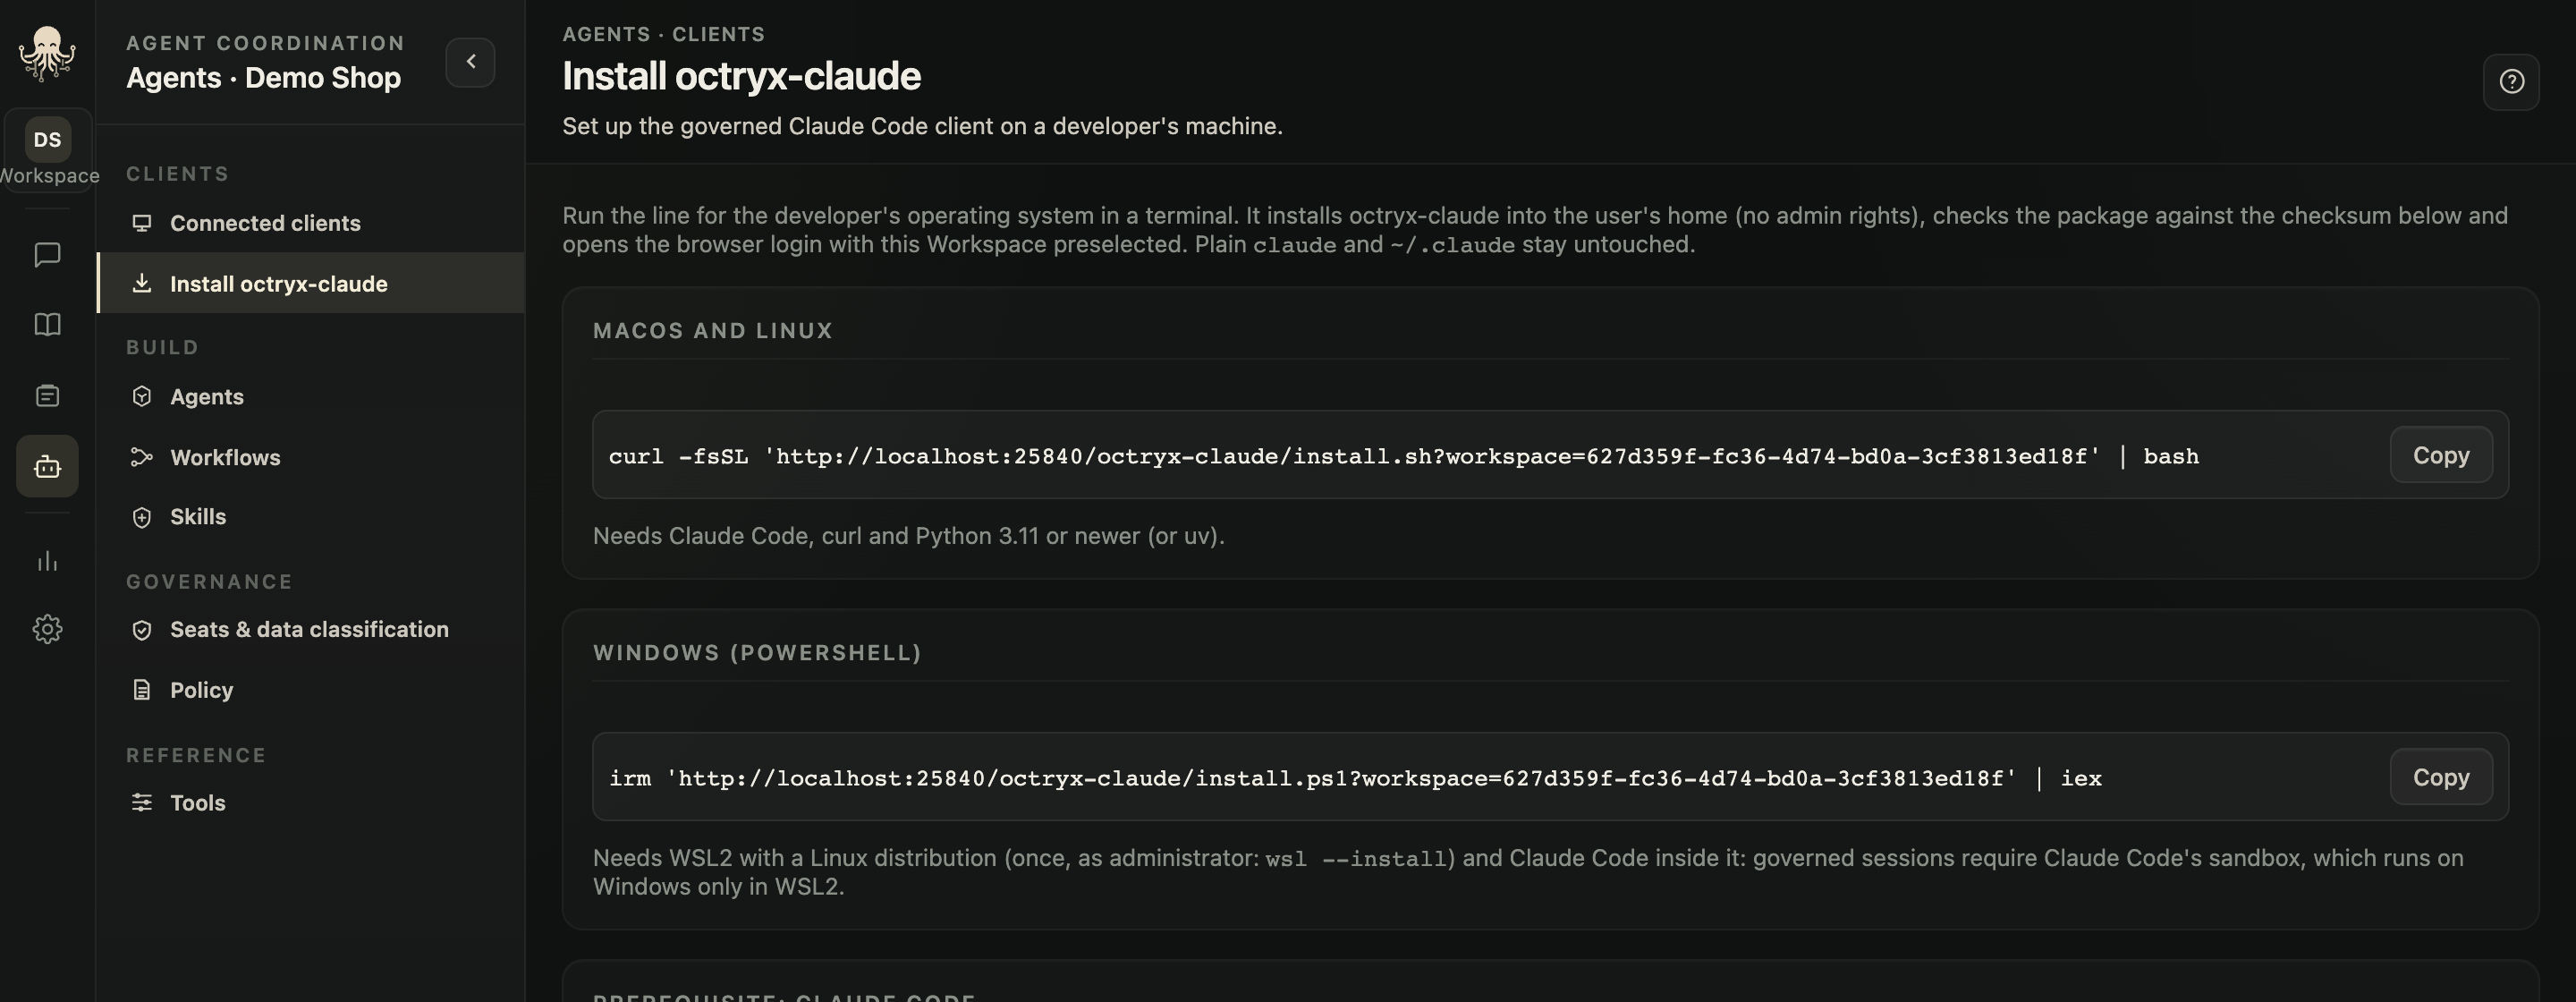 AGENT COORDINATION
Agents · Demo Shop
DS
Workspace
CLIENTS
Connected clients
Install octryx-claude
BUILD
Agents
Workflows
Skills
GOVERNANCE
Seats & data classification
Policy
REFERENCE
Tools
AGENTS · CLIENTS
Install octryx-claude
Set up the governed Claude Code client on a developer's machine.
Run the line for the developer's operating system in a terminal. It installs octryx-claude into the user's home (no admin rights), checks the package against the checksum below and
opens the browser login with this Workspace preselected. Plain claude and ~/.claude stay untouched.
MACOS AND LINUX
curl -fsSL 'http://localhost:25840/octryx-claude/install.sh?workspace=627d359f-fc36-4d74-bd0a-3cf3813ed18f' | bash
Copy
Needs Claude Code, curl and Python 3.11 or newer (or uv).
WINDOWS (POWERSHELL)
irm 'http://localhost:25840/octryx-claude/install.ps1?workspace=627d359f-fc36-4d74-bd0a-3cf3813ed18f' | iex
Copy
Needs WSL2 with a Linux distribution (once, as administrator: wsl --install) and Claude Code inside it: governed sessions require Claude Code's sandbox, which runs on
Windows only in WSL2.
PREREQUISITE: CLAUDE CODE